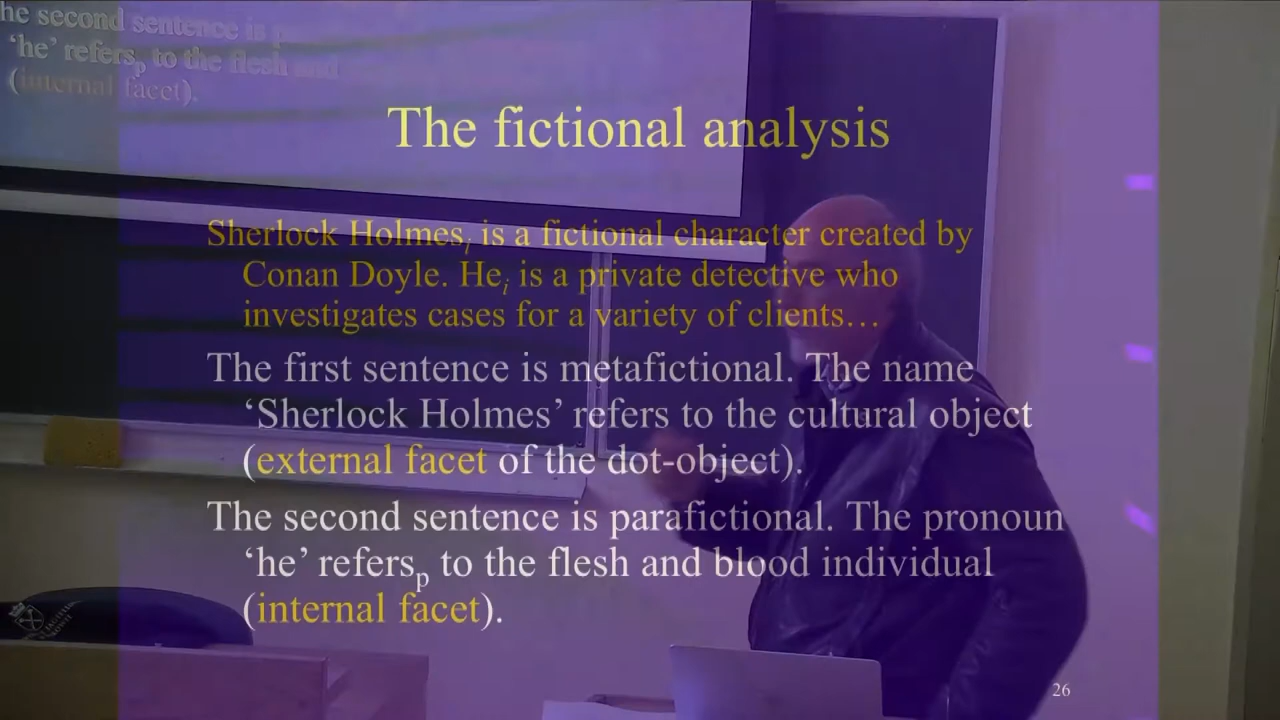 he second sentence is
'he' refersp to the flesh and
(internal facet).
The fictional analysis
Sherlock Holmesi is a fictional character created by
Conan Doyle. Hei is a private detective who
investigates cases for a variety of clients…
The first sentence is metafictional. The name
‘Sherlock Holmes’ refers to the cultural object
(external facet of the dot-object).
The second sentence is parafictional. The pronoun
‘he’ refersp to the flesh and blood individual
(internal facet).
26